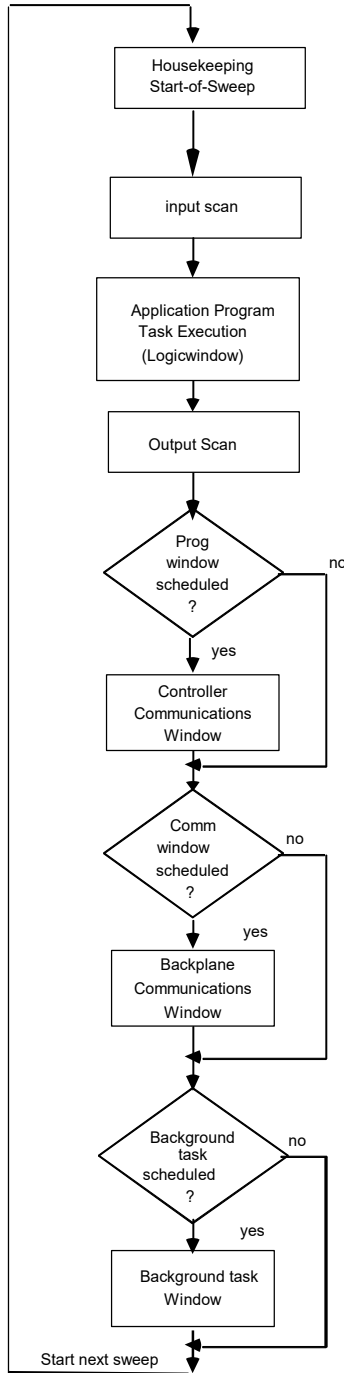 Housekeeping
Start-of-Sweep
input scan
Application Program
Task Execution
(Logicwindow)
Output Scan
Prog
window
scheduled
?
no
yes
Controller
Communications
Window
Comm
window
scheduled
?
no
yes
Backplane
Communications
Window
Background
task
scheduled
?
no
yes
Background task
Window
Start next sweep